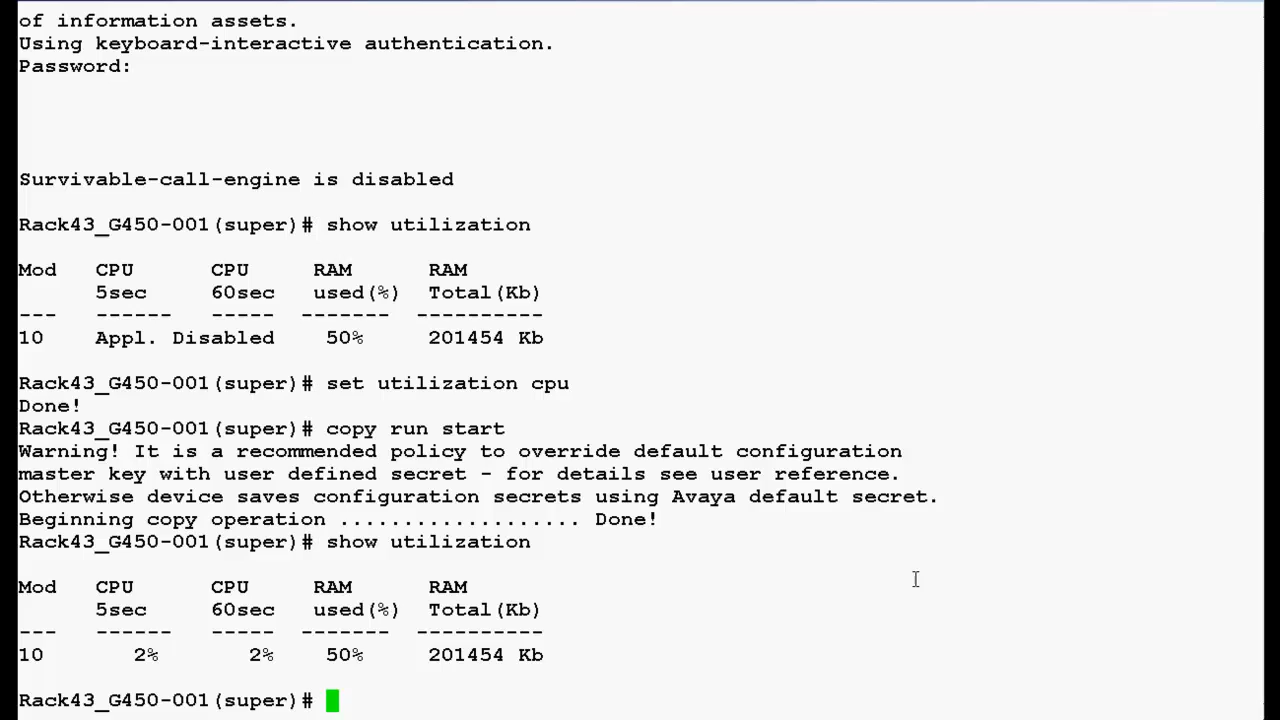 of information assets.
Using keyboard-interactive authentication.
Password:
Survivable-call-engine is disabled
Rack43_G450-001(super)# show utilization
Mod   CPU      CPU      RAM      RAM
      5sec     60sec    used(%)  Total(Kb)
---   ------   -----   -------   ----------
10    Appl. Disabled    50%      201454 Kb
Rack43_G450-001(super)# set utilization cpu
Done!
Rack43_G450-001(super)# copy run start
Warning! It is a recommended policy to override default configuration
master key with user defined secret - for details see user reference.
Otherwise device saves configuration secrets using Avaya default secret.
Beginning copy operation ................... Done!
Rack43_G450-001(super)# show utilization
Mod   CPU      CPU      RAM      RAM
      5sec     60sec    used(%)  Total(Kb)
---   ------   -----   -------   ----------
10       2%       2%    50%      201454 Kb
Rack43_G450-001(super)#